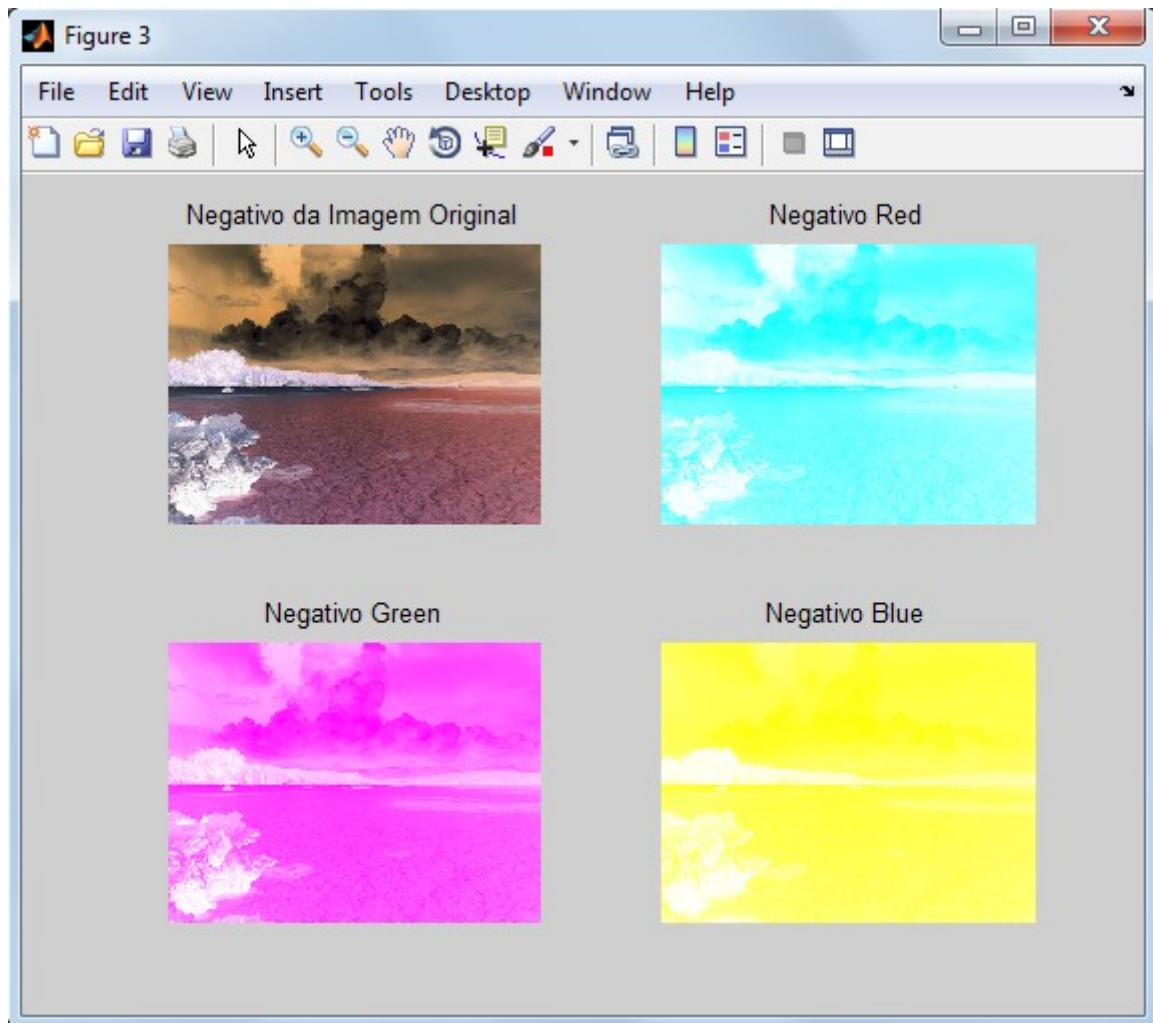 Figure 3
File Edit View Insert Tools Desktop Window Help
Negativo da Imagem Original
Negativo Red
Negativo Green
Negativo Blue